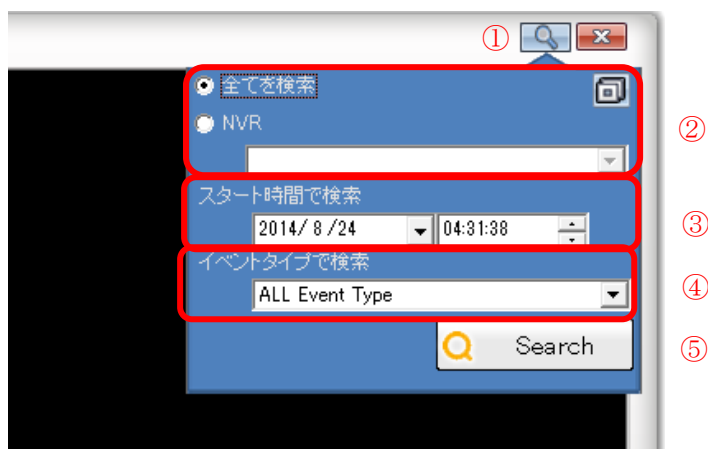 ①
全てを検索
NVR
②
スタート時間で検索
2014/ 8 /24 04:31:38
③
イベントタイプで検索
ALL Event Type
④
Search
⑤